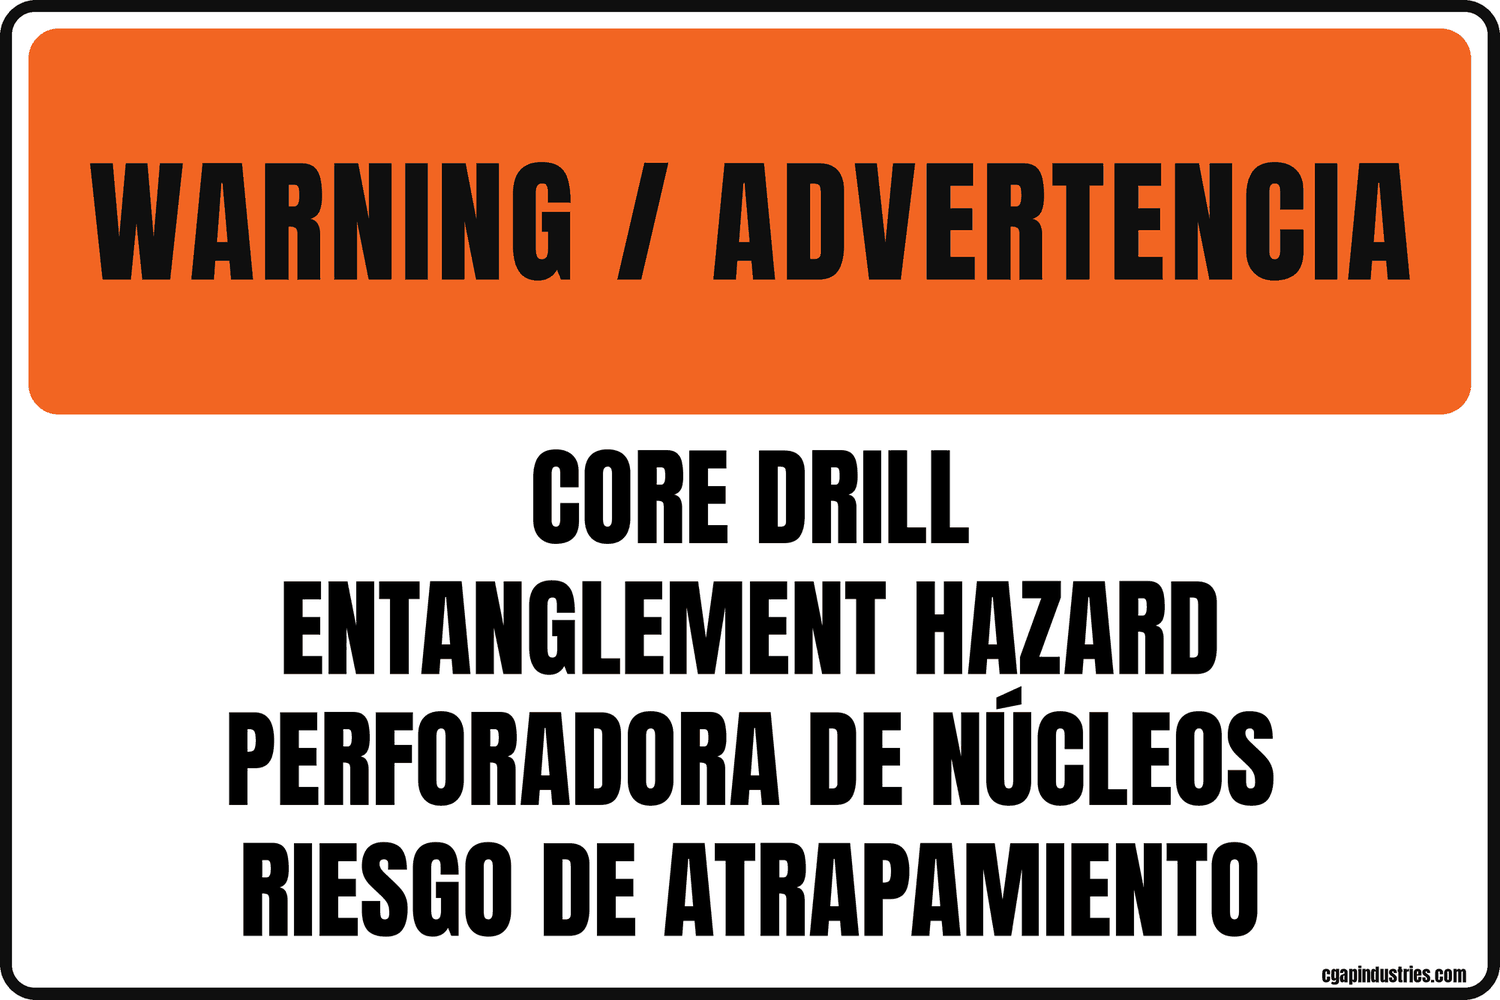 WARNING / ADVERTENCIA
CORE DRILL
ENTANGLEMENT HAZARD
PERFORADORA DE NÚCLEOS
RIESGO DE ATRAPAMIENTO
cgapindustries.com